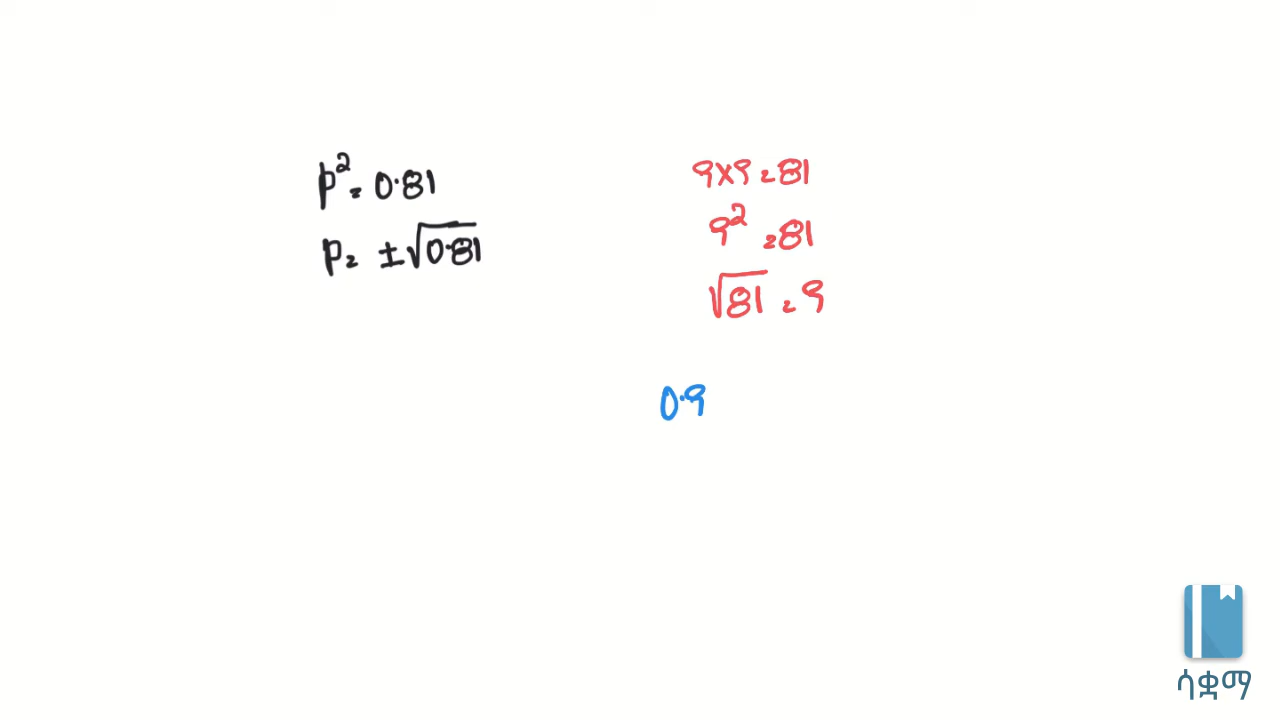 p² = 0.81
p = ±√0.81
9×9 = 81
9² = 81
√81 = 9
0.9
ሳቋማ